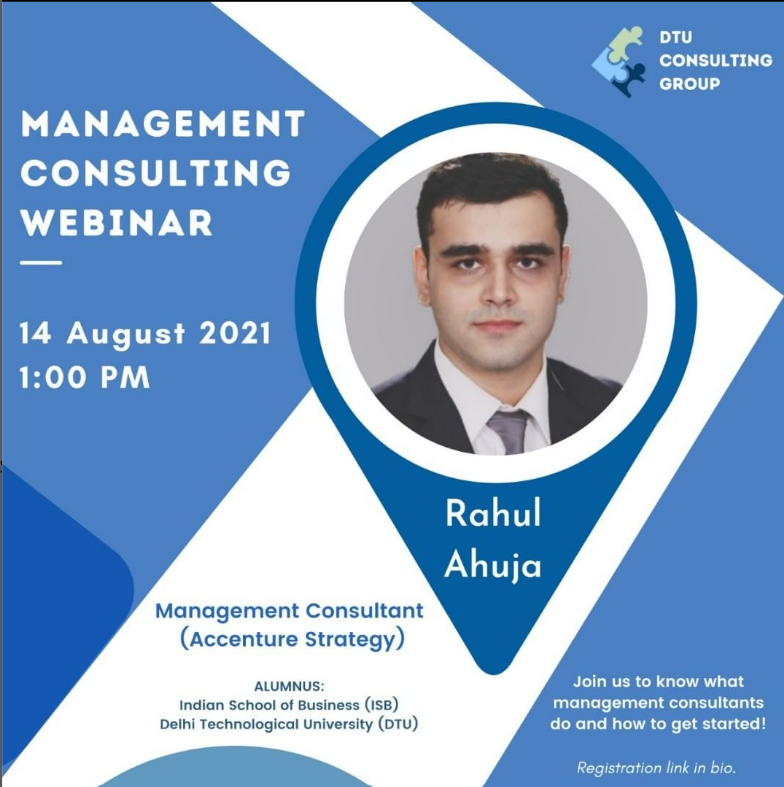 DTU
CONSULTING
GROUP
MANAGEMENT
CONSULTING
WEBINAR
14 August 2021
1:00 PM
Rahul
Ahuja
Management Consultant
(Accenture Strategy)
ALUMNUS:
Indian School of Business (ISB)
Delhi Technological University (DTU)
Join us to know what
management consultants
do and how to get started!
Registration link in bio.